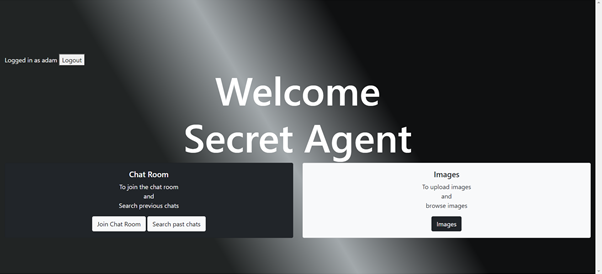 Logged in as adam Logout
Welcome
Secret Agent
Chat Room
To join the chat room
and
Search previous chats
Join Chat Room Search past chats
Images
To upload images
and
browse images
Images